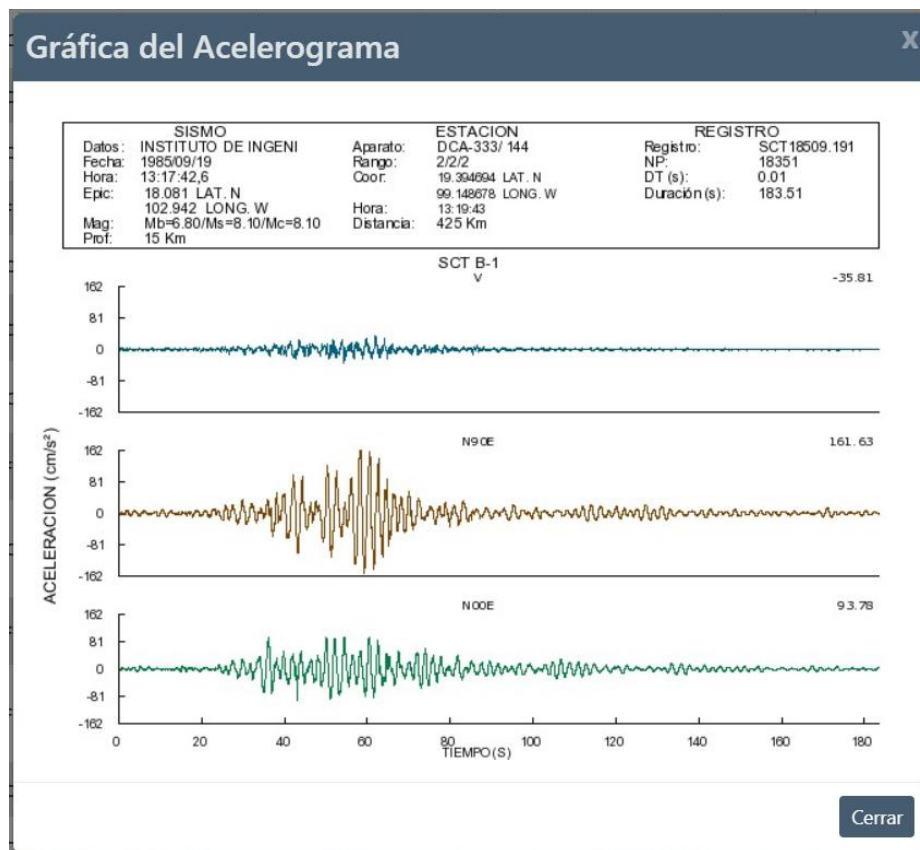 Gráfica del Acelerograma
X
SISMO
Datos: INSTITUTO DE INGENI
Fecha: 1985/09/19
Hora: 13:17:42,6
Epic: 18.081 LAT. N
102.942 LONG. W
Mag: Mb=6.80/Ms=8.10/Mc=8.10
Prof: 15 Km
ESTACION
Aparato: DCA-333/ 144
Rango: 2/2/2
Coor: 19.394694 LAT. N
99.148678 LONG. W
Hora: 13:19:43
Distancia: 425 Km
REGISTRO
Registro: SCT18509.191
NP: 18351
DT (s): 0.01
Duración (s): 183.51
SCT B-1
V
-35.81
162
81
0
-81
-162
N90E
161.63
162
81
0
-81
-162
N00E
93.78
162
81
0
-81
-162
ACELERACION (cm/s²)
0 20 40 60 80 100 120 140 160 180
TIEMPO(S)
Cerrar